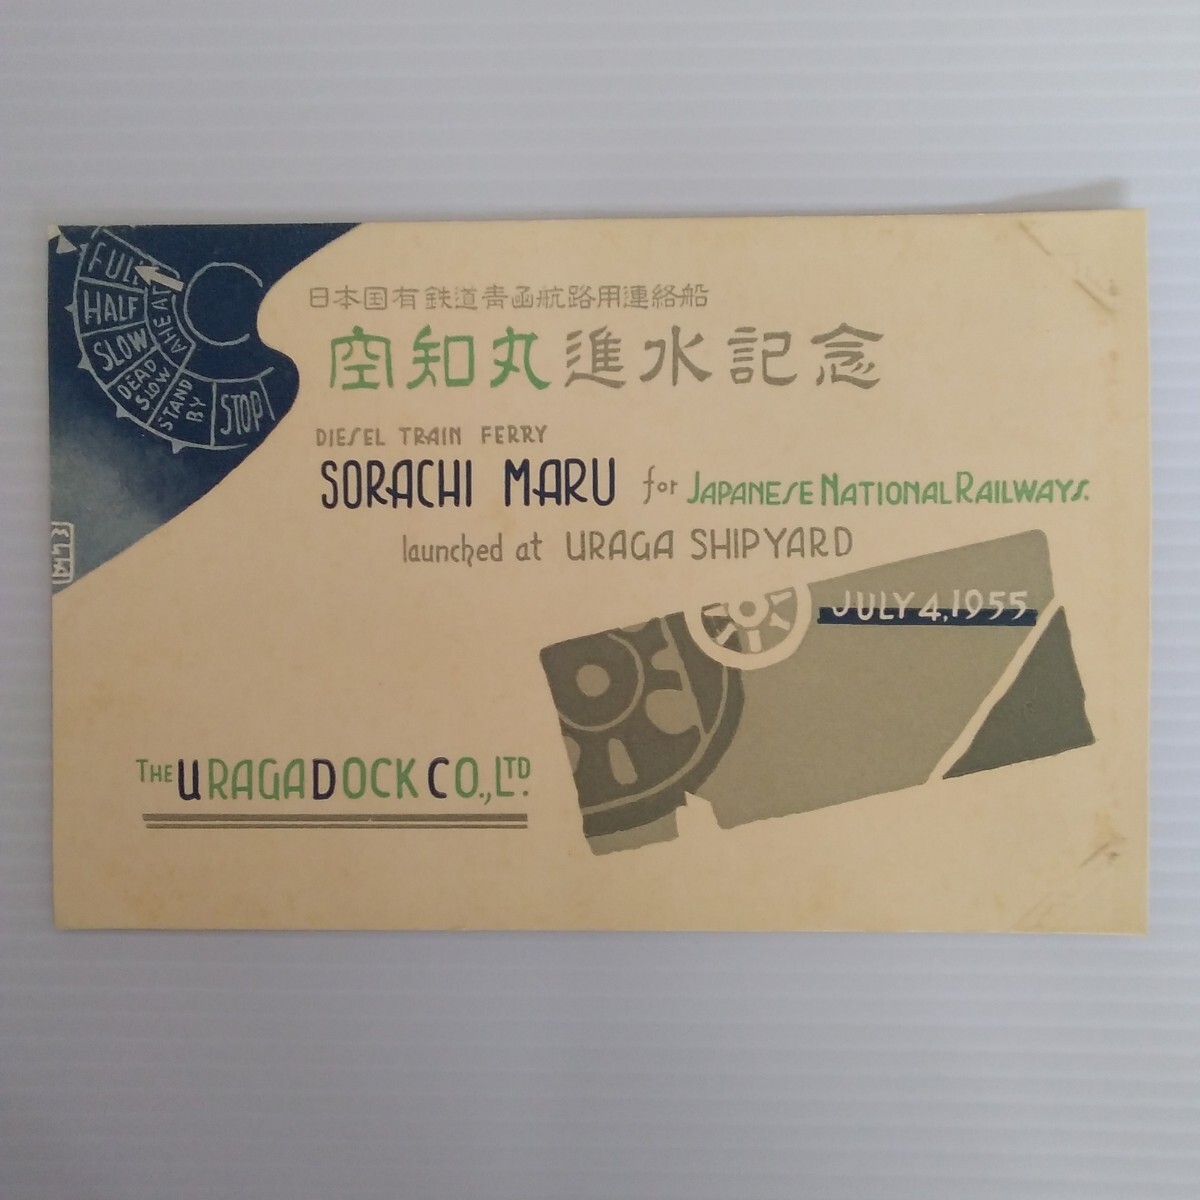 FULL
HALF
SLOW
DEAD SLOW
STAND BY
STOP
AHEAD
日本国有鉄道青函航路用連絡船
空知丸進水記念
DIESEL TRAIN FERRY
SORACHI MARU for JAPANESE NATIONAL RAILWAYS.
launched at URAGA SHIPYARD
JULY 4, 1955
THE URAGA DOCK CO., LTD.